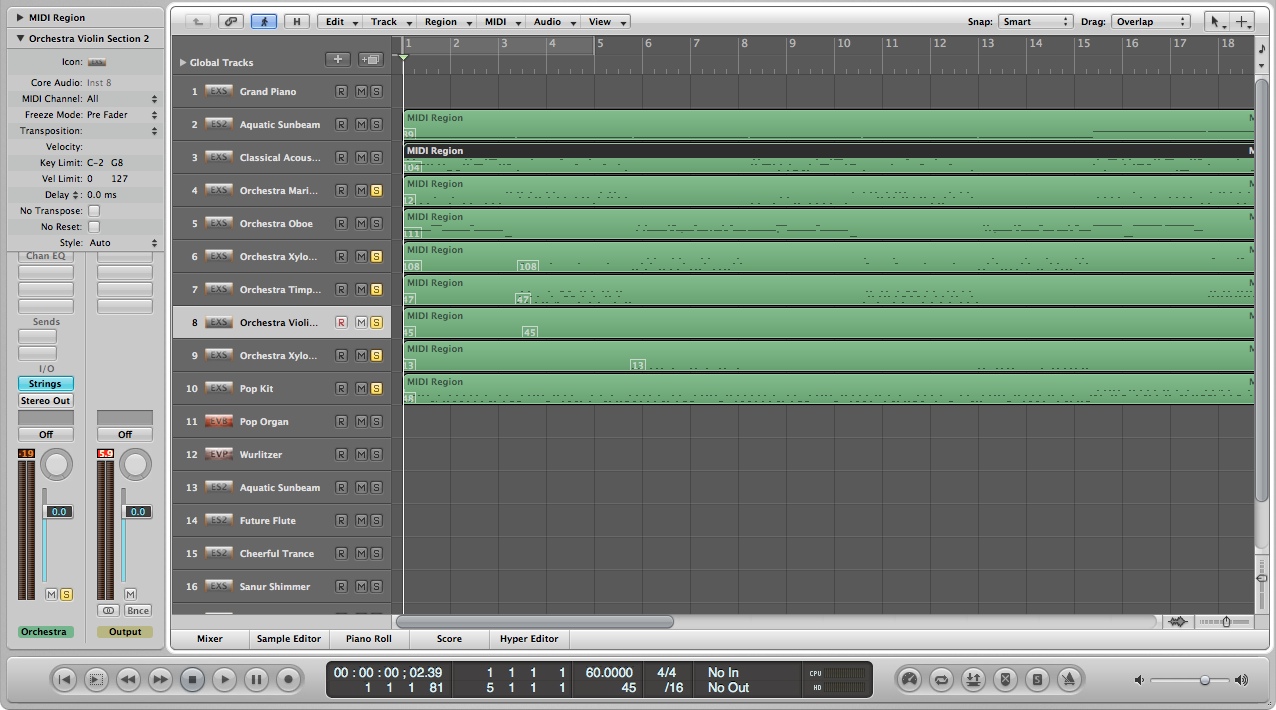 MIDI Region
Orchestra Violin Section 2
Icon:
Core Audio: Inst 8
MIDI Channel: All
Freeze Mode: Pre Fader
Transposition:
Velocity:
Key Limit: C-2 G8
Vel Limit: 0 127
Delay : 0.0 ms
No Transpose:
No Reset:
Style: Auto
Chan EQ
Sends
I/O
Strings
Stereo Out
Off Off
-19 5.9
0.0 0.0
M S M
Bnce
Orchestra Output
H Edit Track Region MIDI Audio View Snap: Smart Drag: Overlap
Global Tracks 1 2 3 4 5 6 7 8 9 10 11 12 13 14 15 16 17 18
1 EXS Grand Piano R M S
2 ES2 Aquatic Sunbeam R M S MIDI Region M
39
3 EXS Classical Acous... R M S MIDI Region M
104
4 EXS Orchestra Mari... R M S MIDI Region M
12
5 EXS Orchestra Oboe R M S MIDI Region M
111
6 EXS Orchestra Xylo... R M S MIDI Region M
108 108
7 EXS Orchestra Timp... R M S MIDI Region M
47 47
8 EXS Orchestra Violi... R M S MIDI Region M
45 45
9 EXS Orchestra Xylo... R M S MIDI Region M
13 13
10 EXS Pop Kit R M S MIDI Region M
48
11 EVB Pop Organ R M S
12 EVP Wurlitzer R M S
13 ES2 Aquatic Sunbeam R M S
14 ES2 Future Flute R M S
15 ES2 Cheerful Trance R M S
16 EXS Sanur Shimmer R M S
Mixer Sample Editor Piano Roll Score Hyper Editor
00 : 00 : 00 ; 02.39 1 1 1 1 60.0000 4/4 No In CPU
1 1 1 81 5 1 1 1 45 /16 No Out HD
S